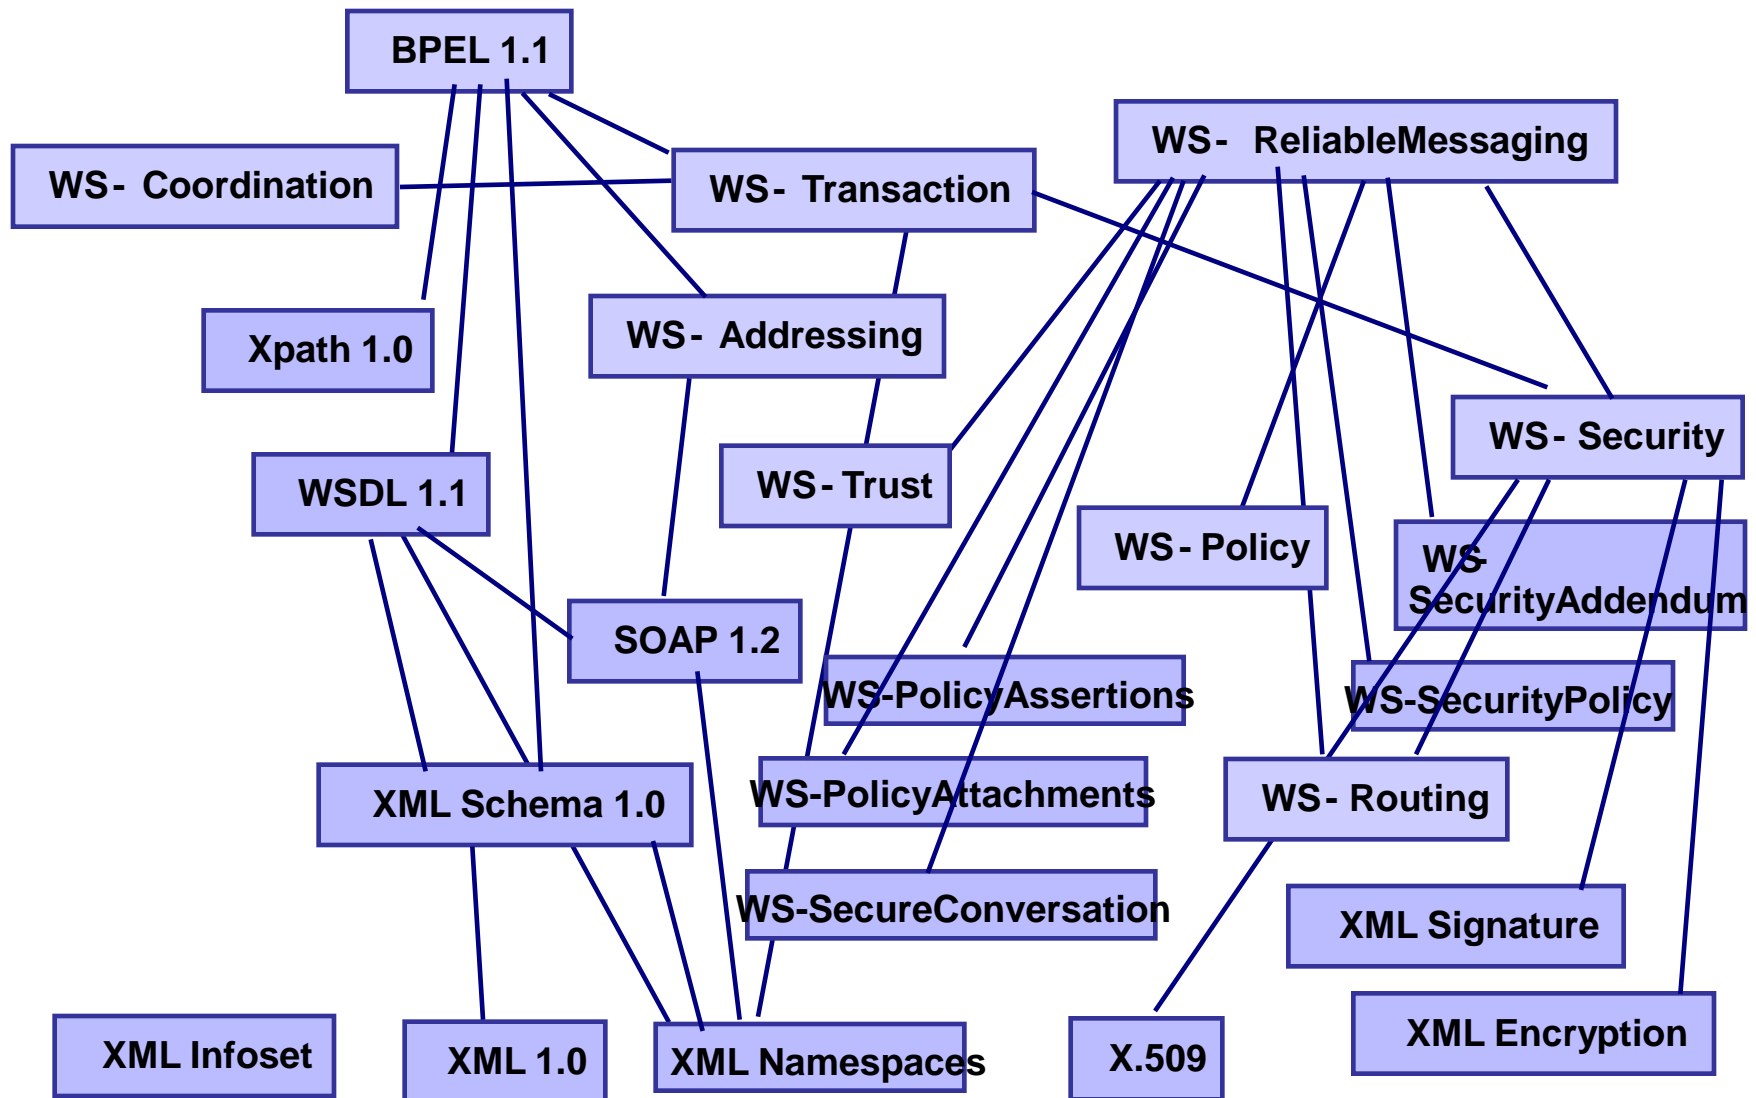 BPEL 1.1
WS- ReliableMessaging
WS- Coordination
WS- Transaction
Xpath 1.0
WS- Addressing
WS- Security
WSDL 1.1
WS- Trust
WS- Policy
WS-
SecurityAddendum
SOAP 1.2
WS-PolicyAssertions
WS-SecurityPolicy
XML Schema 1.0
WS-PolicyAttachments
WS- Routing
WS-SecureConversation
XML Signature
XML Infoset
XML 1.0
XML Namespaces
X.509
XML Encryption